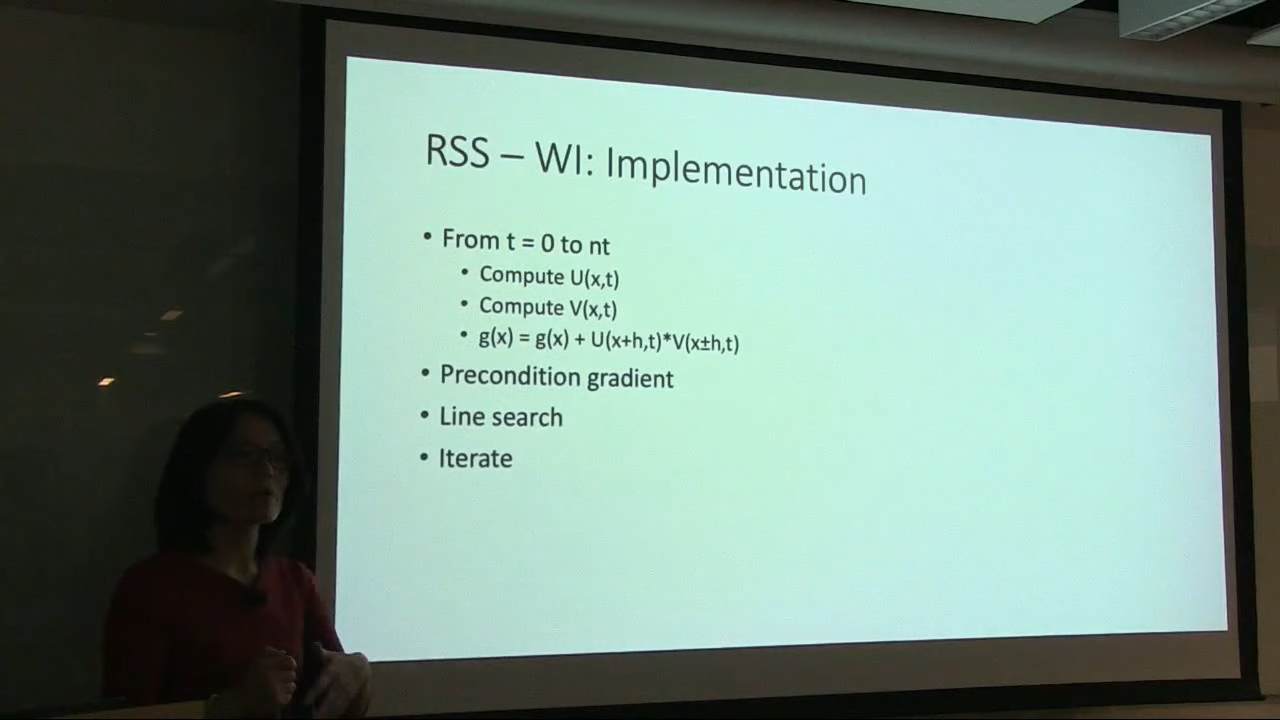 RSS – WI: Implementation
• From t = 0 to nt
• Compute U(x,t)
• Compute V(x,t)
• g(x) = g(x) + U(x+h,t)*V(x±h,t)
• Precondition gradient
• Line search
• Iterate